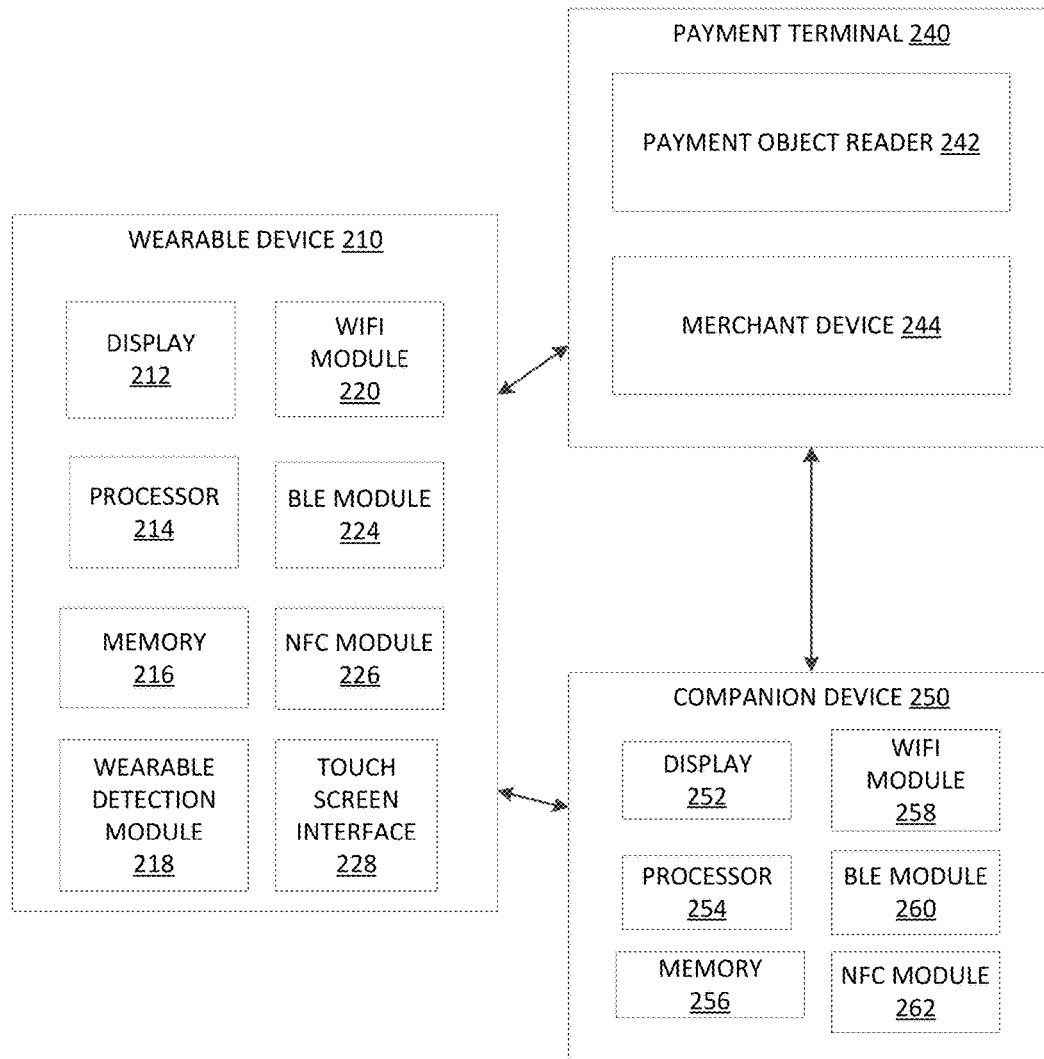 PAYMENT TERMINAL 240
PAYMENT OBJECT READER 242
MERCHANT DEVICE 244
WEARABLE DEVICE 210
DISPLAY
212
WIFI
MODULE
220
PROCESSOR
214
BLE MODULE
224
MEMORY
216
NFC MODULE
226
WEARABLE
DETECTION
MODULE
218
TOUCH
SCREEN
INTERFACE
228
COMPANION DEVICE 250
DISPLAY
252
WIFI
MODULE
258
PROCESSOR
254
BLE MODULE
260
MEMORY
256
NFC MODULE
262